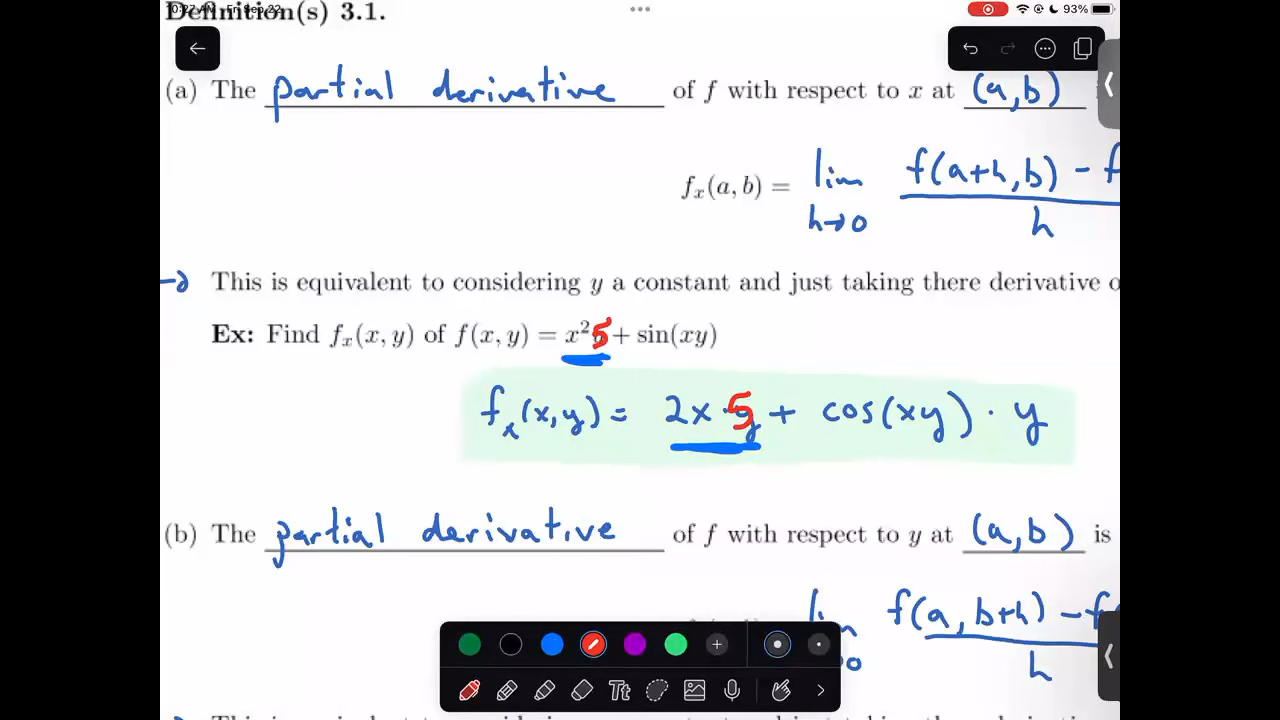 Definition(s) 3.1.
93%
(a) The partial derivative of f with respect to x at (a,b)
f_x(a, b) = lim h→0 f(a+h, b) - f / h
→ This is equivalent to considering y a constant and just taking there derivative o
Ex: Find f_x(x, y) of f(x, y) = x²5 + sin(xy)
f_x(x,y) = 2x·5 + cos(xy)·y
(b) The partial derivative of f with respect to y at (a,b) is
f(a, b+h) - f / h
Tt